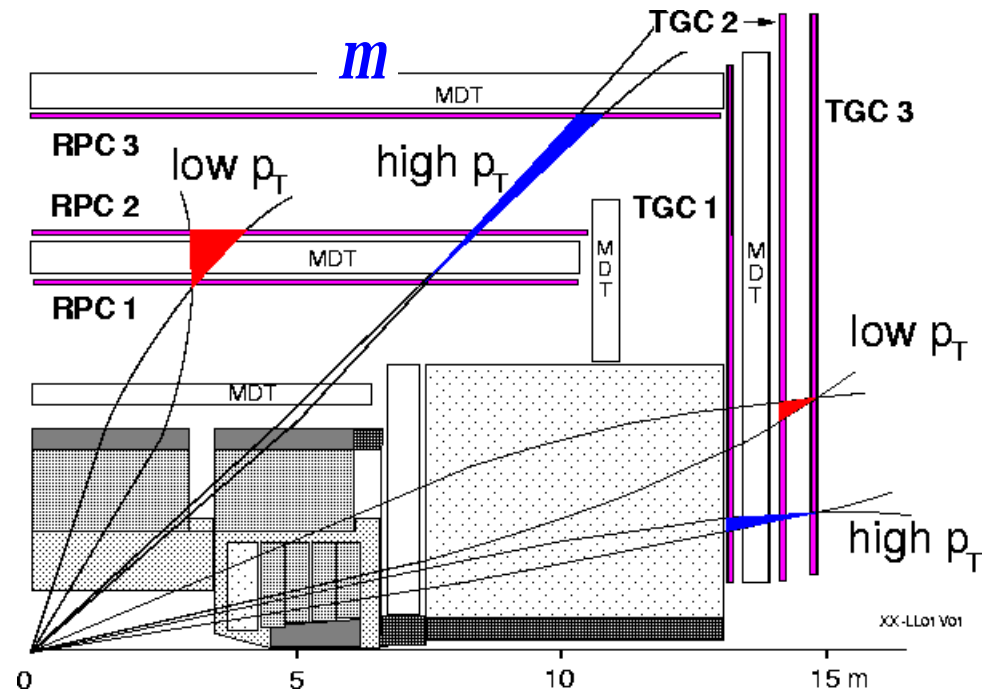 TGC 2
m
MDT
TGC 3
RPC 3
low pT
high pT
RPC 2
TGC 1
MDT
MDT
MDT
RPC 1
low pT
MDT
high pT
XX-LL01 V01
0 5 10 15 m